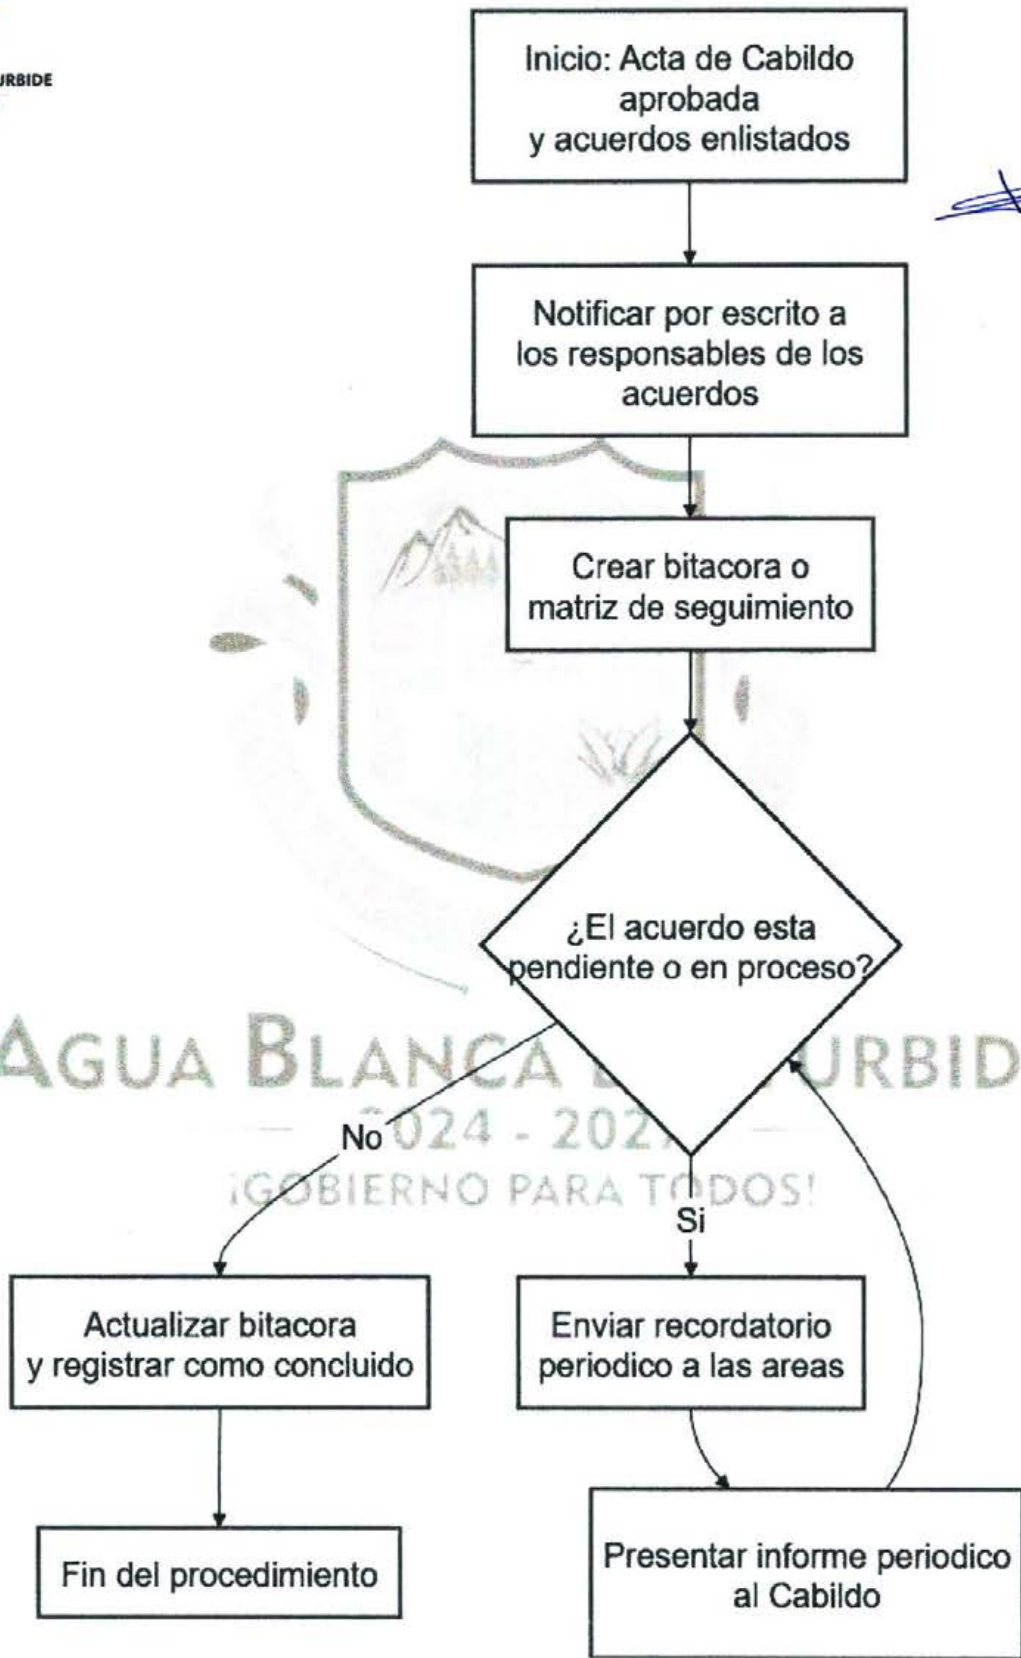 URBIDE
Inicio: Acta de Cabildo
aprobada
y acuerdos enlistados
Notificar por escrito a
los responsables de los
acuerdos
Crear bitacora o
matriz de seguimiento
¿El acuerdo esta
pendiente o en proceso?
AGUA BLANCA URBID
2024 - 202
¡GOBIERNO PARA TODOS!
No
Si
Actualizar bitacora
y registrar como concluido
Enviar recordatorio
periodico a las areas
Fin del procedimiento
Presentar informe periodico
al Cabildo